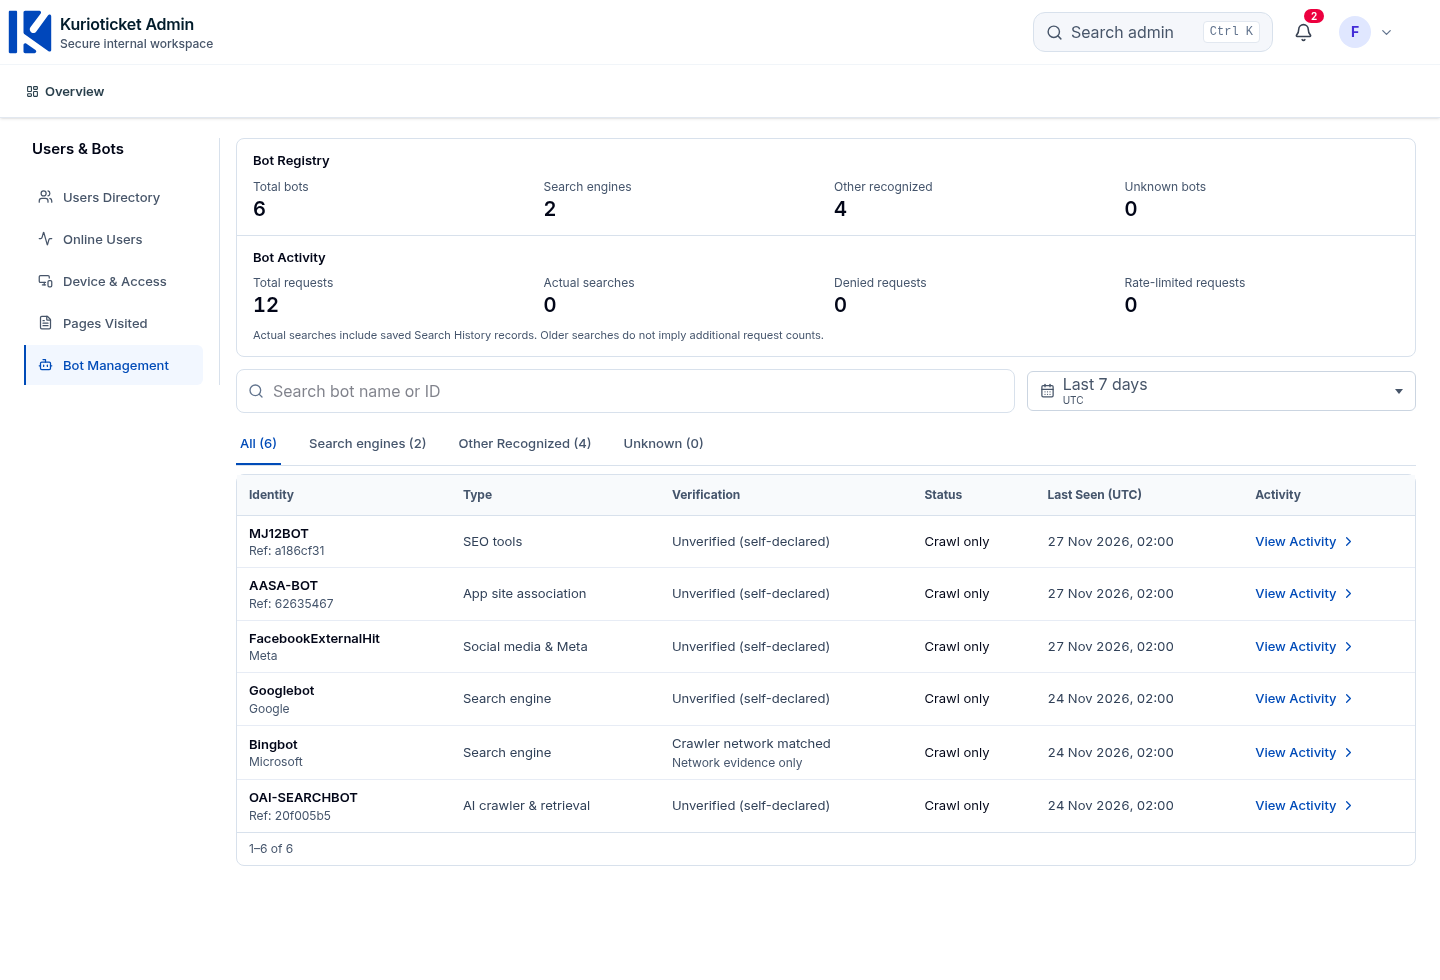 Kurioticket Admin
Secure internal workspace
Search admin
Ctrl K
2
F
Overview
Users & Bots
Users Directory
Online Users
Device & Access
Pages Visited
Bot Management
Bot Registry
Total bots Search engines Other recognized Unknown bots
6 2 4 0
Bot Activity
Total requests Actual searches Denied requests Rate-limited requests
12 0 0 0
Actual searches include saved Search History records. Older searches do not imply additional request counts.
Search bot name or ID
Last 7 days
UTC
All (6) Search engines (2) Other Recognized (4) Unknown (0)
Identity Type Verification Status Last Seen (UTC) Activity
MJ12BOT
Ref: a186cf31
SEO tools Unverified (self-declared) Crawl only 27 Nov 2026, 02:00 View Activity
AASA-BOT
Ref: 62635467
App site association Unverified (self-declared) Crawl only 27 Nov 2026, 02:00 View Activity
FacebookExternalHit
Meta
Social media & Meta Unverified (self-declared) Crawl only 27 Nov 2026, 02:00 View Activity
Googlebot
Google
Search engine Unverified (self-declared) Crawl only 24 Nov 2026, 02:00 View Activity
Bingbot
Microsoft
Search engine Crawler network matched Crawl only 24 Nov 2026, 02:00 View Activity
Network evidence only
OAI-SEARCHBOT
Ref: 20f005b5
AI crawler & retrieval Unverified (self-declared) Crawl only 24 Nov 2026, 02:00 View Activity
1–6 of 6